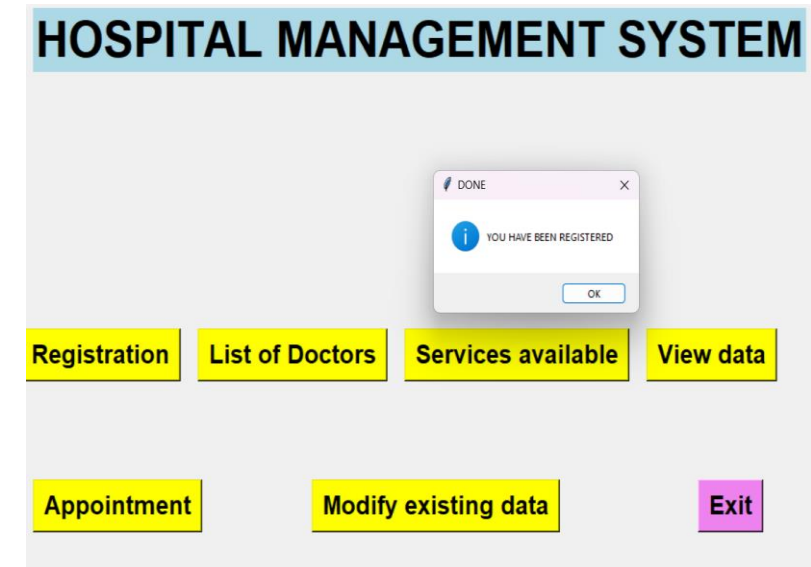 HOSPITAL MANAGEMENT SYSTEM
DONE
YOU HAVE BEEN REGISTERED
OK
Registration List of Doctors Services available View data
Appointment Modify existing data Exit